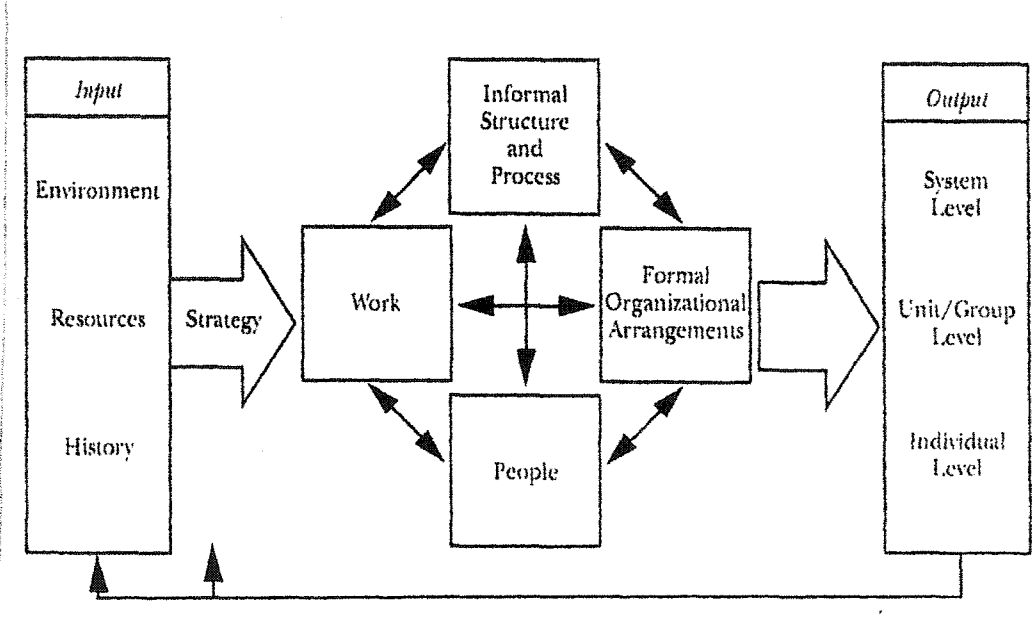 Input
Environment
Resources
History
Strategy
Work
Informal
Structure
and
Process
People
Formal
Organizational
Arrangements
Output
System
Level
Unit/Group
Level
Individual
Level